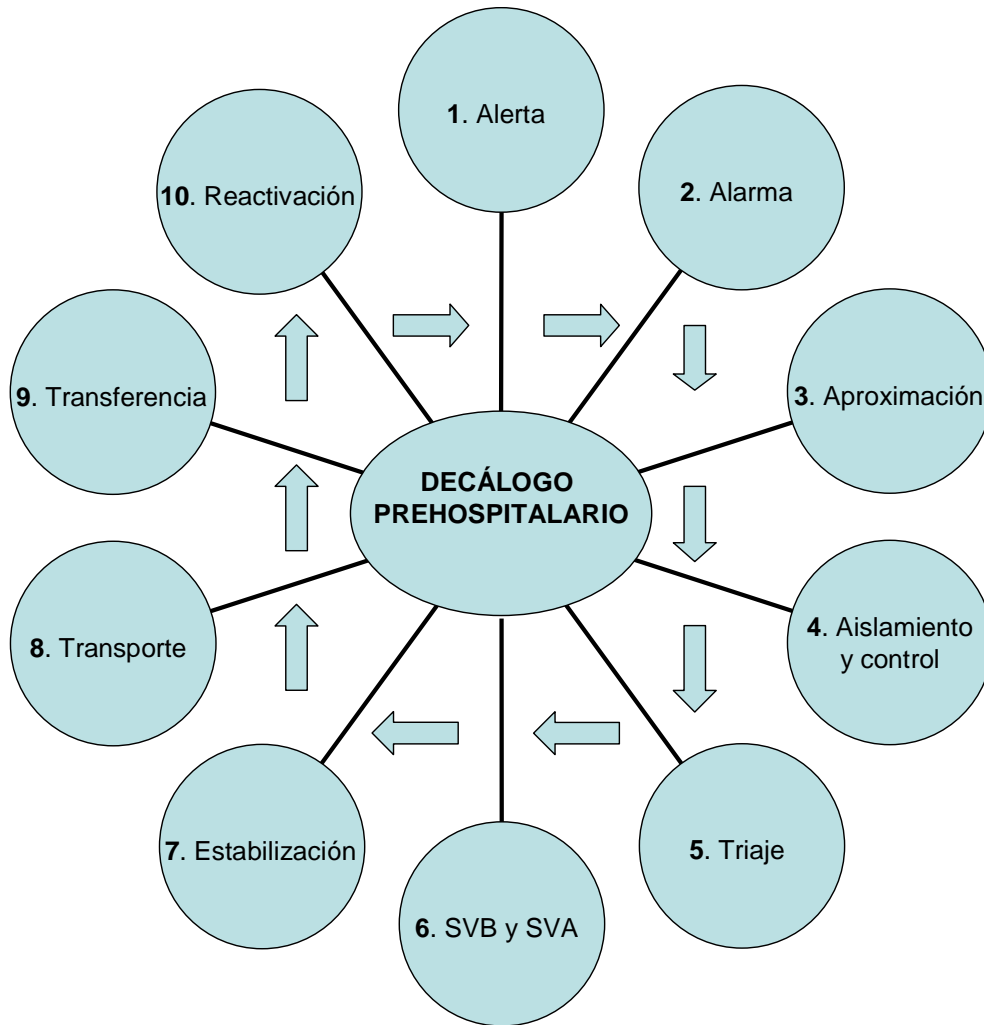 1. Alerta
2. Alarma
3. Aproximación
4. Aislamiento
y control
5. Triaje
6. SVB y SVA
7. Estabilización
8. Transporte
9. Transferencia
10. Reactivación
DECÁLOGO
PREHOSPITALARIO